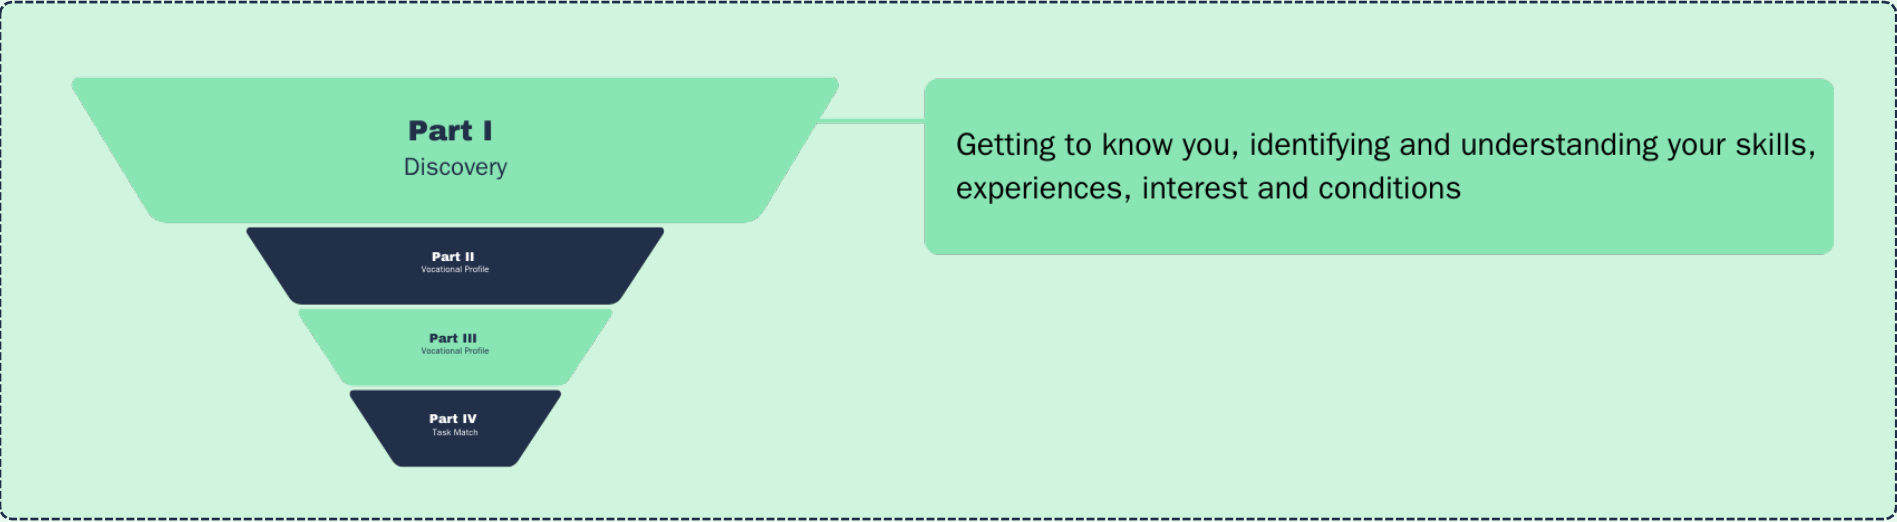 Part I
Discovery
Getting to know you, identifying and understanding your skills,
experiences, interest and conditions
Part II
Vocational Profile
Part III
Vocational Profile
Part IV
Task Match